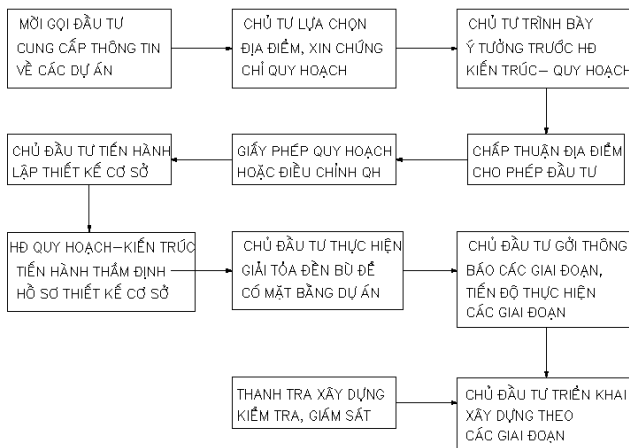 MỜI GỌI ĐẦU TƯ
CUNG CẤP THÔNG TIN
VỀ CÁC DỰ ÁN
CHỦ TƯ LỰA CHỌN
ĐỊA ĐIỂM, XIN CHỨNG
CHỈ QUY HOẠCH
CHỦ TƯ TRÌNH BÀY
Ý TƯỞNG TRƯỚC HĐ
KIẾN TRÚC- QUY HOẠCH
CHỦ ĐẦU TƯ TIẾN HÀNH
LẬP THIẾT KẾ CƠ SỞ
GIẤY PHÉP QUY HOẠCH
HOẶC ĐIỀU CHỈNH QH
CHẤP THUẬN ĐỊA ĐIỂM
CHO PHÉP ĐẦU TƯ
HĐ QUY HOẠCH-KIẾN TRÚC
TIẾN HÀNH THẨM ĐỊNH
HỒ SƠ THIẾT KẾ CƠ SỞ
CHỦ ĐẦU TƯ THỰC HIỆN
GIẢI TỎA ĐỀN BÙ ĐỂ
CÓ MẶT BẰNG DỰ ÁN
CHỦ ĐẦU TƯ GỞI THÔNG
BÁO CÁC GIAI ĐOẠN,
TIẾN ĐỘ THỰC HIỆN
CÁC GIAI ĐOẠN
THANH TRA XÂY DỰNG
KIỂM TRA, GIÁM SÁT
CHỦ ĐẦU TƯ TRIỂN KHAI
XÂY DỰNG THEO
CÁC GIAI ĐOẠN